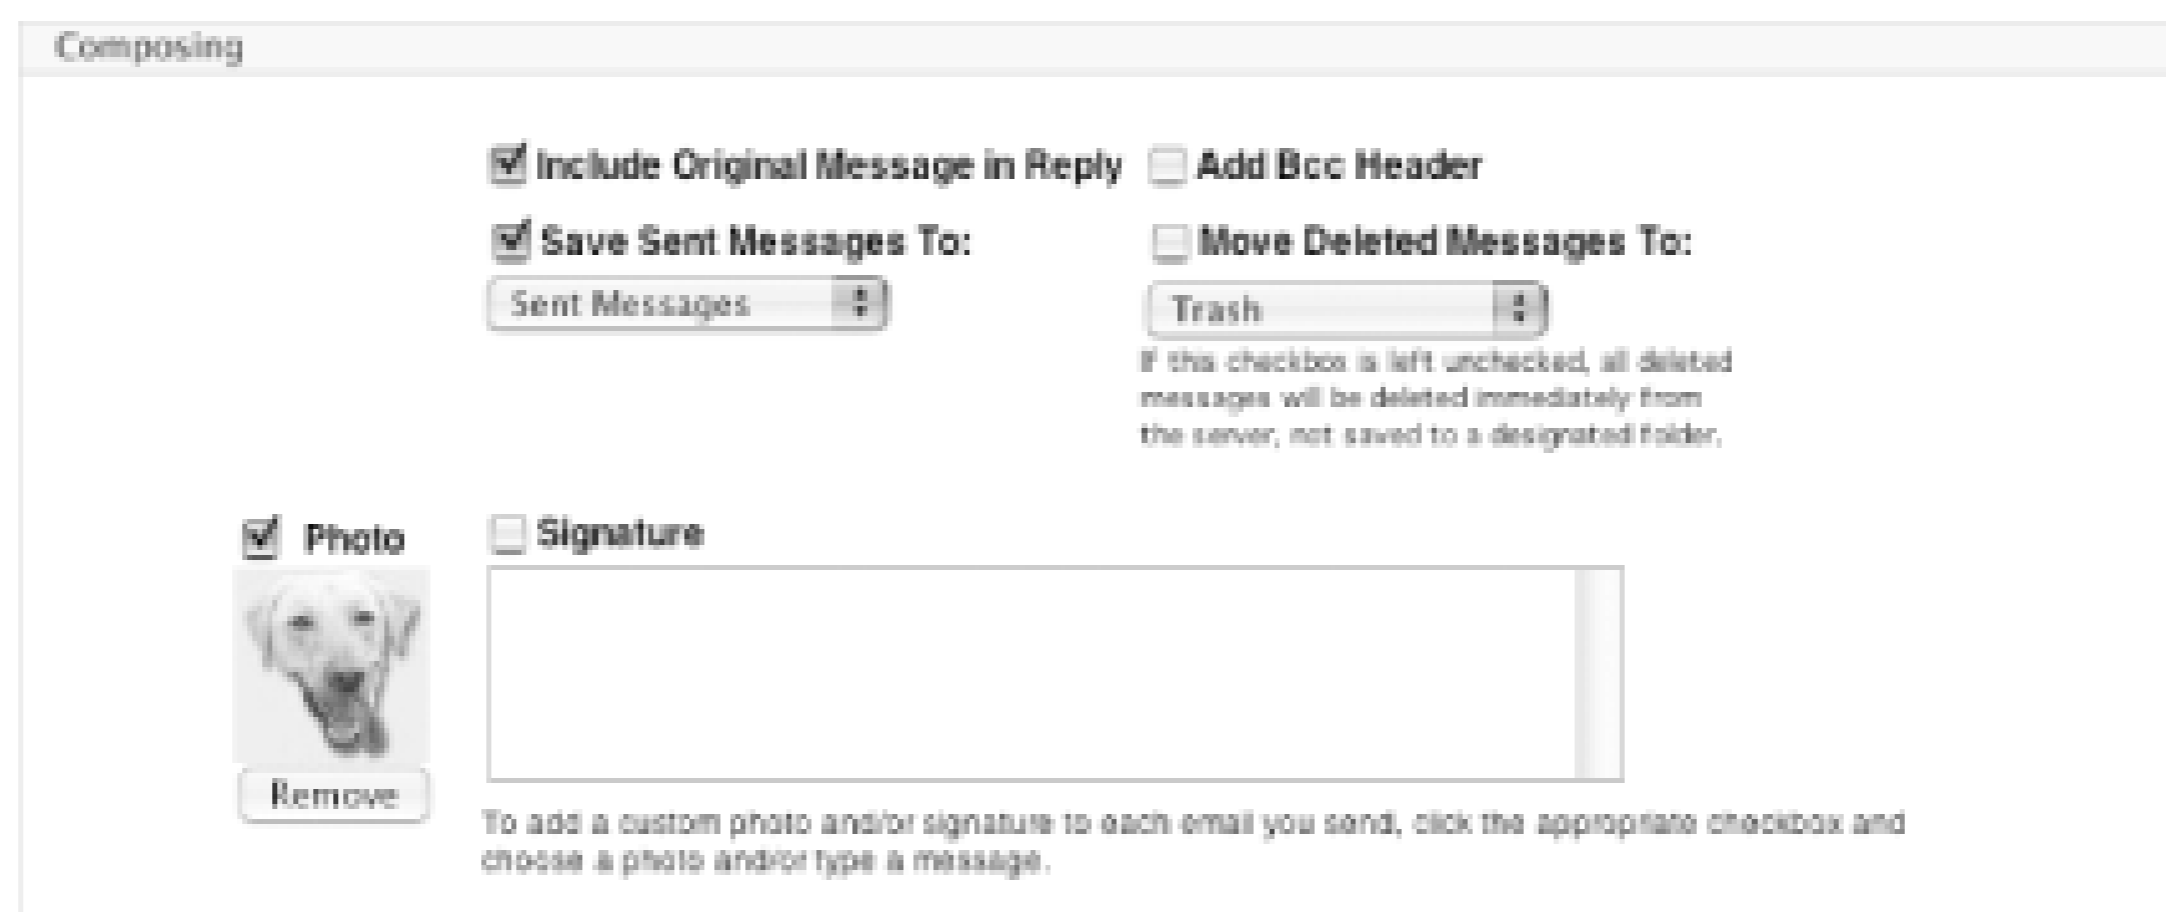 Composing
Include Original Message in Reply
Add Bcc Header
Save Sent Messages To:
Move Deleted Messages To:
Sent Messages
Trash
If this checkbox is left unchecked, all deleted
messages will be deleted immediately from
the server, not saved to a designated folder.
Photo
Signature
Remove
To add a custom photo and/or signature to each email you send, click the appropriate checkbox and
choose a photo and/or type a message.